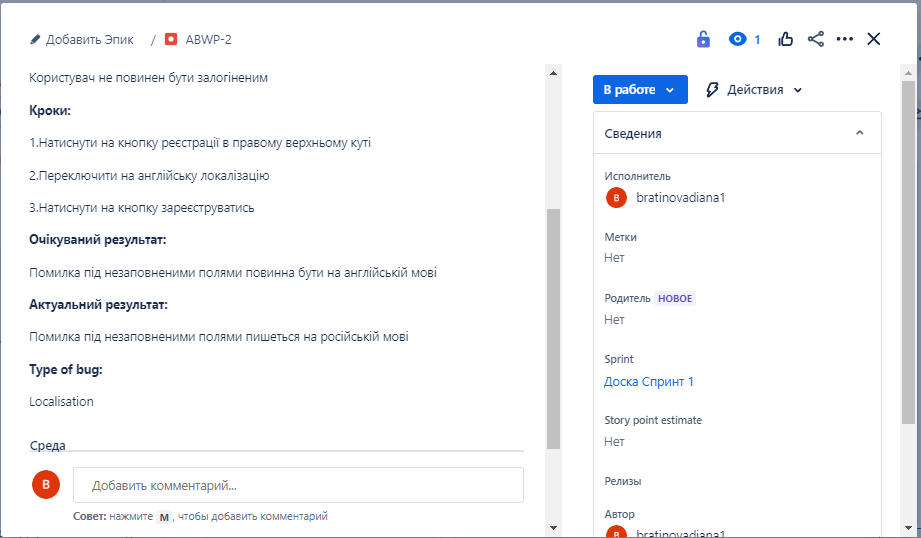 Добавить Эпик / ABWP-2
1
Користувач не повинен бути залогіненим
Кроки:
1.Натиснути на кнопку реєстрації в правому верхньому куті
2.Переключити на англійську локалізацію
3.Натиснути на кнопку зареєструватись
Очікуваний результат:
Помилка під незаповненими полями повинна бути на англійській мові
Актуальний результат:
Помилка під незаповненими полями пишеться на російській мові
Type of bug:
Localisation
Среда
B
Добавить комментарий...
Совет: нажмите M, чтобы добавить комментарий
В работе
Действия
Сведения
Исполнитель
B bratinovadiana1
Метки
Нет
Родитель НОВОЕ
Нет
Sprint
Доска Спринт 1
Story point estimate
Нет
Релизы
Автор
B bratinovadiana1